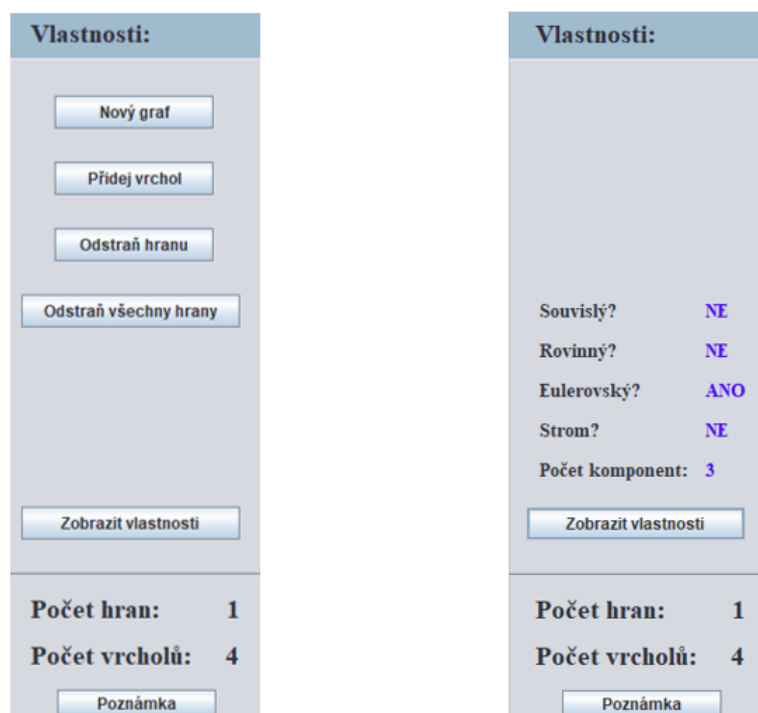 Vlastnosti:
Nový graf
Přidej vrchol
Odstraň hranu
Odstraň všechny hrany
Zobrazit vlastnosti
Počet hran: 1
Počet vrcholů: 4
Poznámka
Vlastnosti:
Souvislý? NE
Rovinný? NE
Eulerovský? ANO
Strom? NE
Počet komponent: 3
Zobrazit vlastnosti
Počet hran: 1
Počet vrcholů: 4
Poznámka